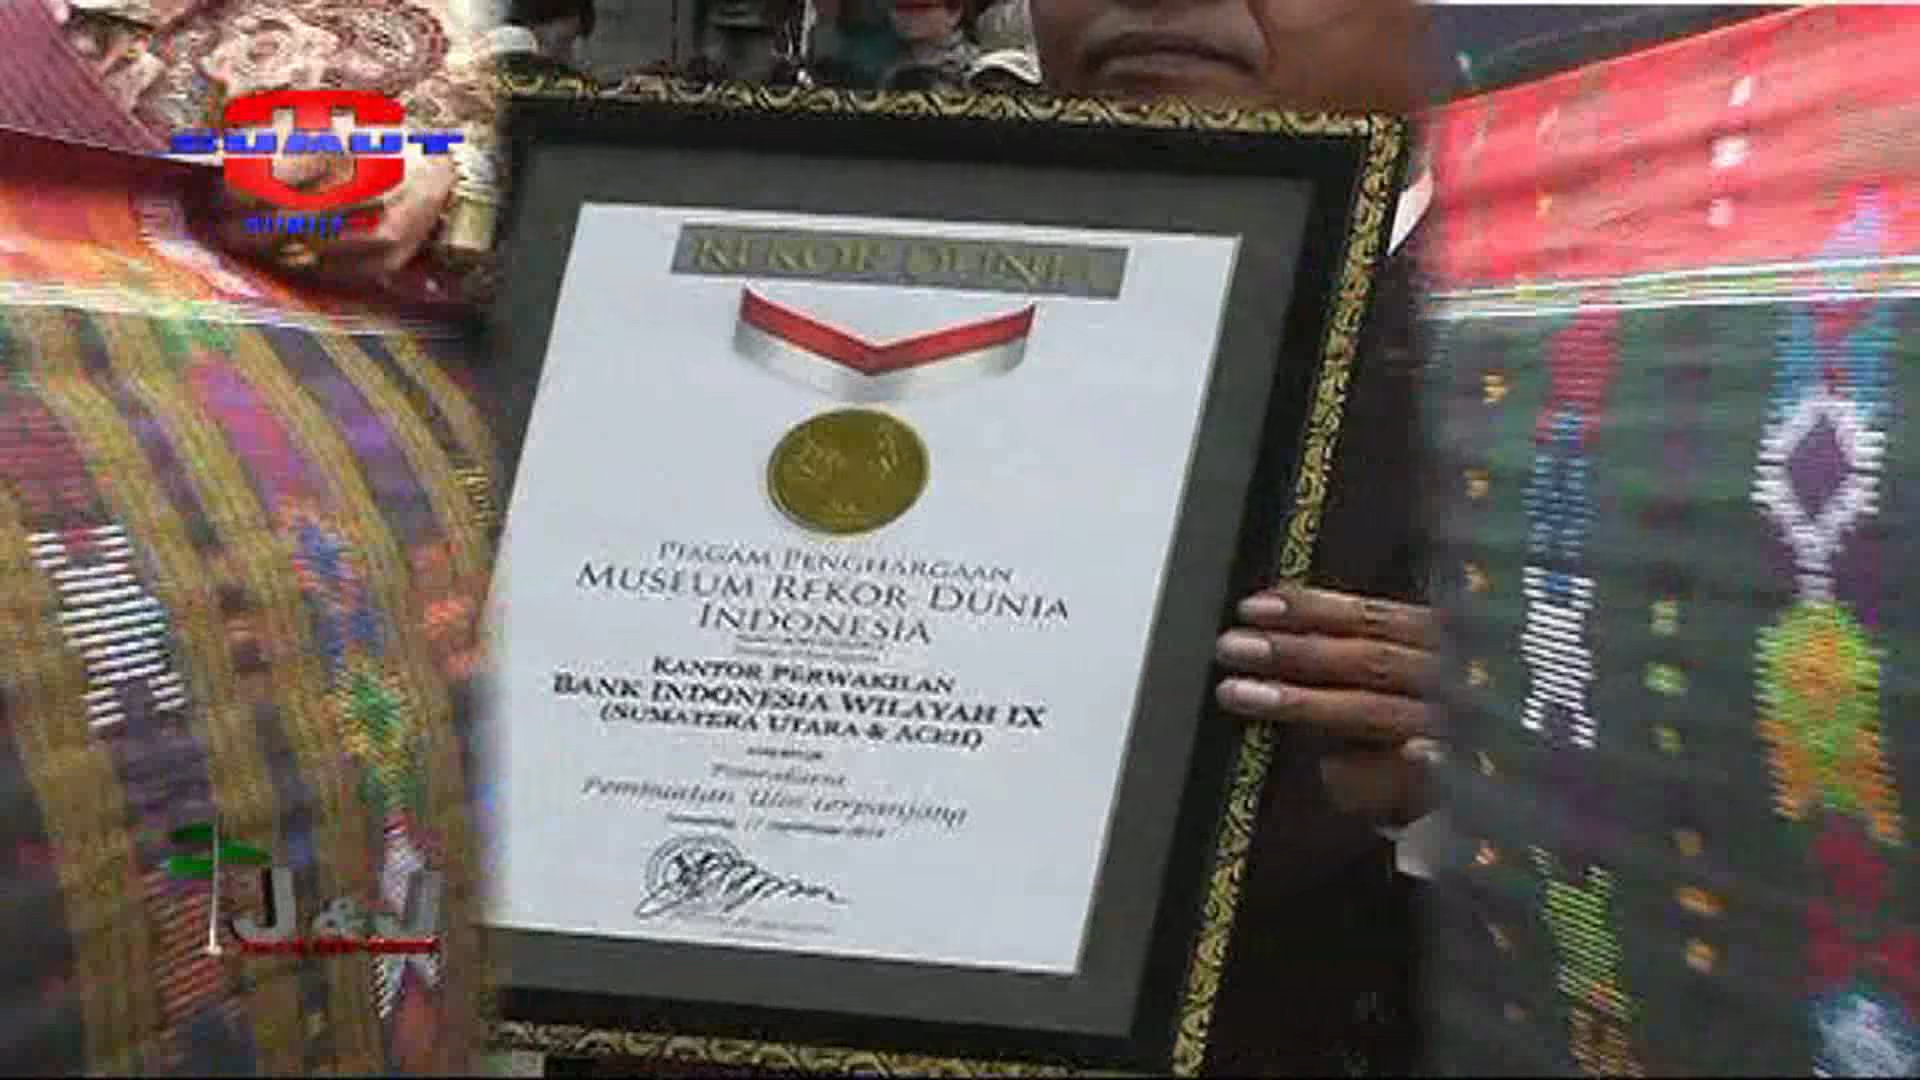 SUMUT
REKOR DUNIA
PIAGAM PENGHARGAAN
MUSEUM REKOR DUNIA
INDONESIA
KANTOR PERWAKILAN
BANK INDONESIA WILAYAH IX
(SUMATERA UTARA & ACEH)
Pemrakarsa
Pembuatan Ulos terpanjang
J&J